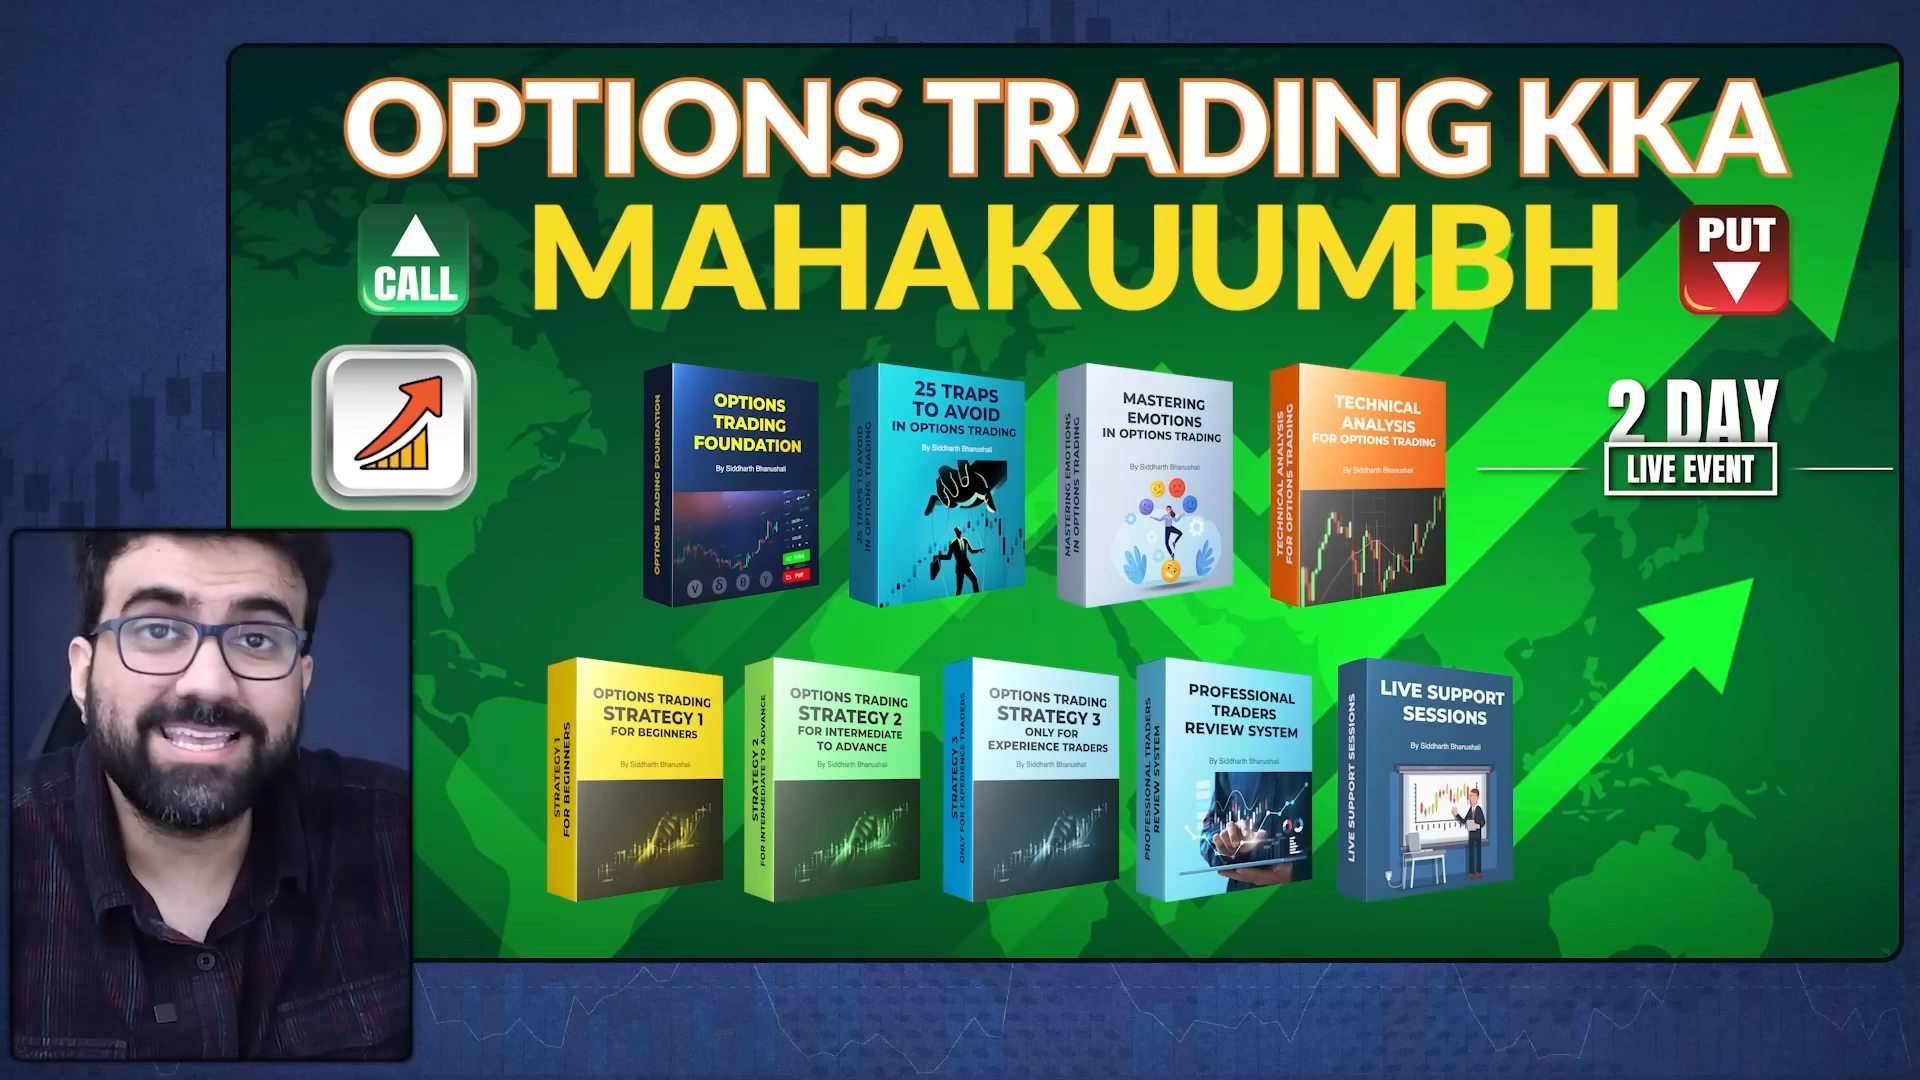 OPTIONS TRADING KKA
MAHAKUUMBH
CALL
PUT
2 DAY
LIVE EVENT
OPTIONS TRADING FOUNDATION
OPTIONS
TRADING
FOUNDATION
By Siddharth Bhanushali
PUT
25 TRAPS TO AVOID
IN OPTIONS TRADING
25 TRAPS
TO AVOID
IN OPTIONS TRADING
By Siddharth Bhanushali
MASTERING EMOTIONS
IN OPTIONS TRADING
MASTERING
EMOTIONS
IN OPTIONS TRADING
By Siddharth Bhanushali
TECHNICAL ANALYSIS
FOR OPTIONS TRADING
TECHNICAL
ANALYSIS
FOR OPTIONS TRADING
By Siddharth Bhanushali
STRATEGY 1
FOR BEGINNERS
OPTIONS TRADING
STRATEGY 1
FOR BEGINNERS
By Siddharth Bhanushali
STRATEGY 2
FOR INTERMEDIATE TO ADVANCE
OPTIONS TRADING
STRATEGY 2
FOR INTERMEDIATE
TO ADVANCE
By Siddharth Bhanushali
STRATEGY 3
ONLY FOR EXPERIENCE TRADERS
OPTIONS TRADING
STRATEGY 3
ONLY FOR
EXPERIENCE TRADERS
By Siddharth Bhanushali
PROFESSIONAL TRADERS
REVIEW SYSTEM
PROFESSIONAL
TRADERS
REVIEW SYSTEM
By Siddharth Bhanushali
LIVE SUPPORT SESSIONS
LIVE SUPPORT
SESSIONS
By Siddharth Bhanushali